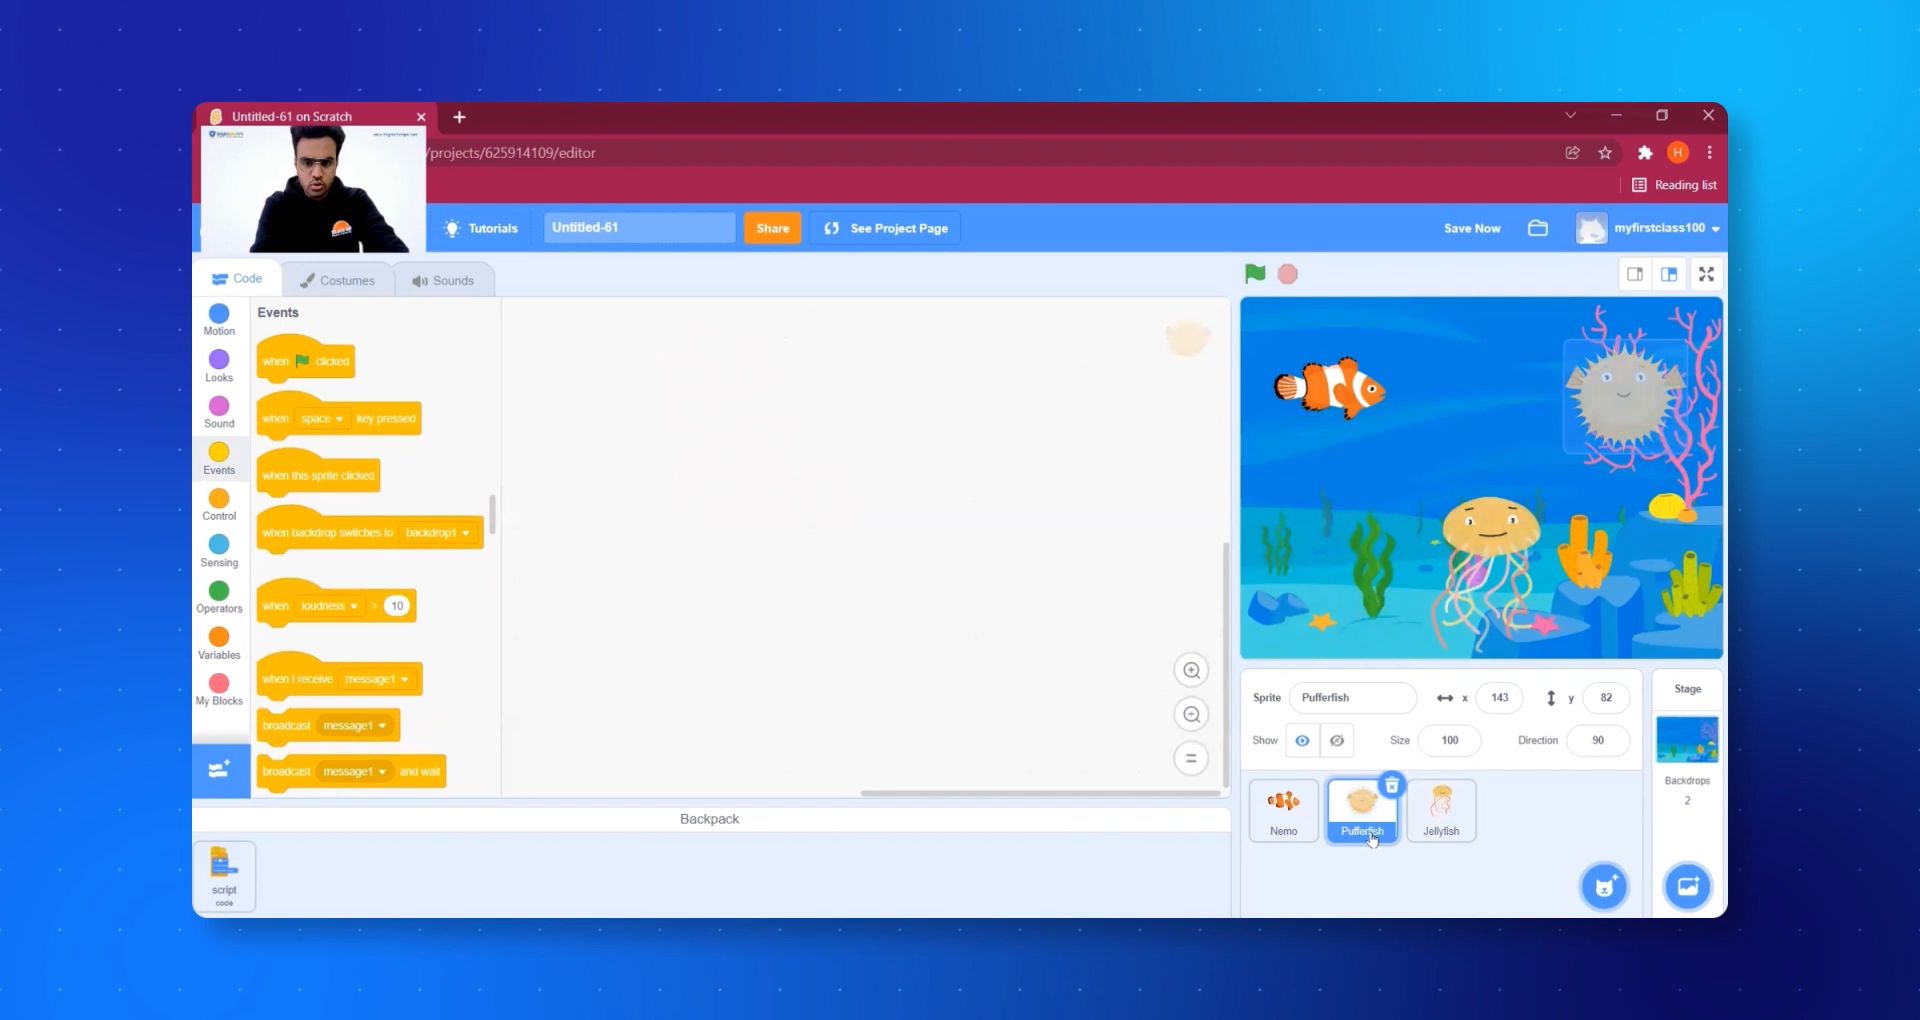 Untitled-61 on Scratch
/projects/625914109/editor
H
Reading list
Tutorials
Untitled-61
Share
See Project Page
Save Now
myfirstclass100
Code
Costumes
Sounds
Motion
Looks
Sound
Events
Control
Sensing
Operators
Variables
My Blocks
Events
when clicked
when space key pressed
when this sprite clicked
when backdrop switches to backdrop1
when loudness > 10
when I receive message1
broadcast message1
broadcast message1 and wait
Sprite Pufferfish x 143 y 82
Show Size 100 Direction 90
Nemo
Pufferfish
Jellyfish
Stage
Backdrops
2
Backpack
script
code